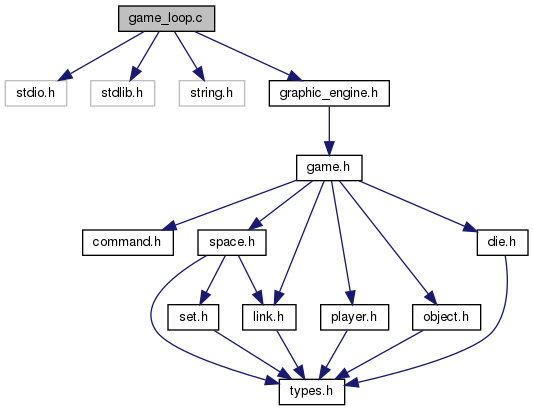 game_loop.c
stdio.h
stdlib.h
string.h
graphic_engine.h
game.h
command.h
space.h
die.h
set.h
link.h
player.h
object.h
types.h